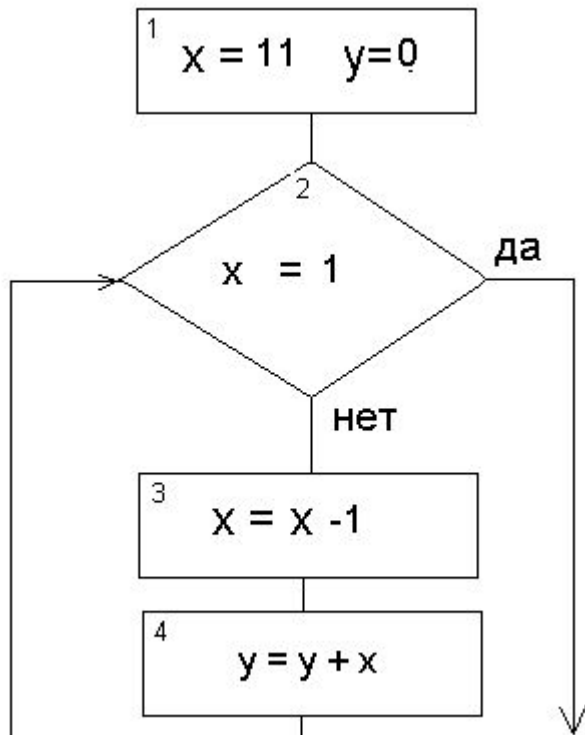 1
x = 11 y=0
2
x = 1
да
нет
3
x = x -1
4
y = y + x